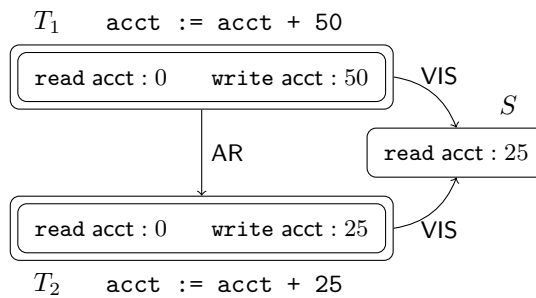 T₁ acct := acct + 50
read acct : 0 write acct : 50
VIS
S
read acct : 25
AR
read acct : 0 write acct : 25
VIS
T₂ acct := acct + 25